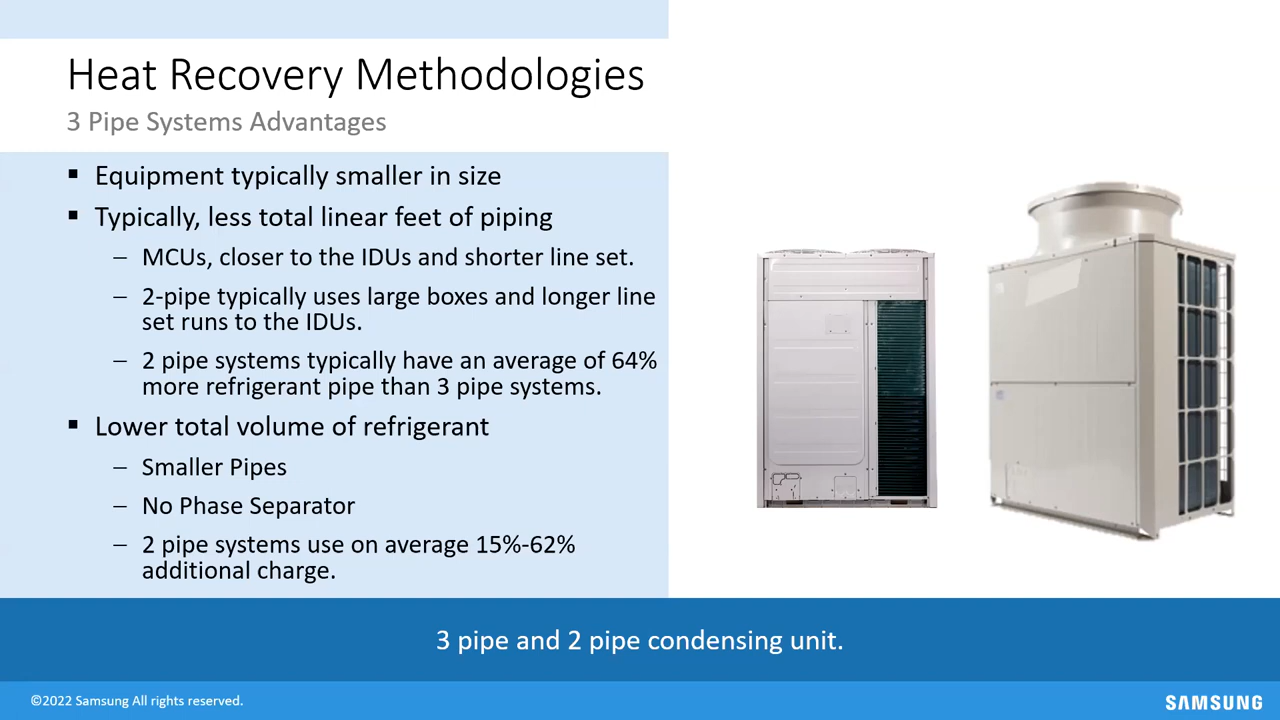 Heat Recovery Methodologies
3 Pipe Systems Advantages
▪ Equipment typically smaller in size
▪ Typically, less total linear feet of piping
– MCUs, closer to the IDUs and shorter line set.
– 2-pipe typically uses large boxes and longer line
set runs to the IDUs.
– 2 pipe systems typically have an average of 64%
more refrigerant pipe than 3 pipe systems.
▪ Lower total volume of refrigerant
– Smaller Pipes
– No Phase Separator
– 2 pipe systems use on average 15%-62%
additional charge.
3 pipe and 2 pipe condensing unit.
©2022 Samsung All rights reserved.
SAMSUNG